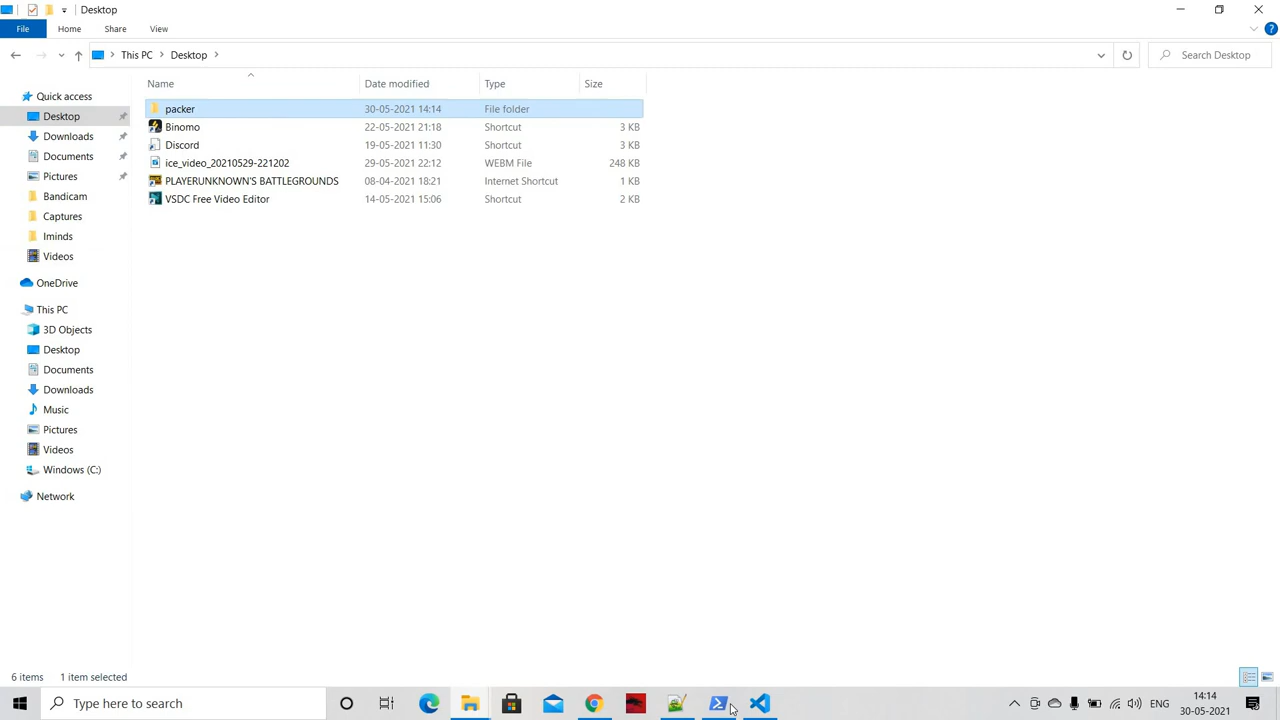 Desktop
File Home Share View
This PC Desktop Search Desktop
Name Date modified Type Size
Quick access
Desktop
Downloads
Documents
Pictures
Bandicam
Captures
Iminds
Videos
OneDrive
This PC
3D Objects
Desktop
Documents
Downloads
Music
Pictures
Videos
Windows (C:)
Network
packer 30-05-2021 14:14 File folder
Binomo 22-05-2021 21:18 Shortcut 3 KB
Discord 19-05-2021 11:30 Shortcut 3 KB
ice_video_20210529-221202 29-05-2021 22:12 WEBM File 248 KB
PLAYERUNKNOWN'S BATTLEGROUNDS 08-04-2021 18:21 Internet Shortcut 1 KB
VSDC Free Video Editor 14-05-2021 15:06 Shortcut 2 KB
6 items 1 item selected
Type here to search
ENG
14:14
30-05-2021